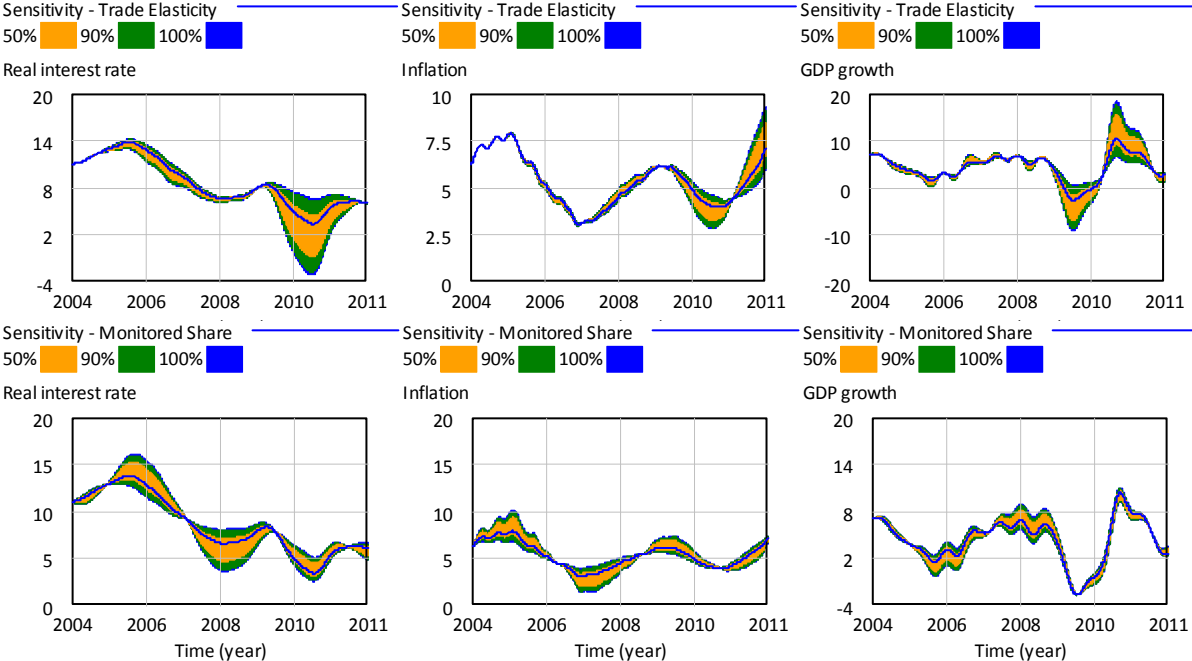 Sensitivity - Trade Elasticity
50% 90% 100%
Real interest rate
20
14
8
2
-4
2004 2006 2008 2010 2011
Sensitivity - Trade Elasticity
50% 90% 100%
Inflation
10
7.5
5
2.5
0
2004 2006 2008 2010 2011
Sensitivity - Trade Elasticity
50% 90% 100%
GDP growth
20
10
0
-10
-20
2004 2006 2008 2010 2011
Sensitivity - Monitored Share
50% 90% 100%
Real interest rate
20
15
10
5
0
2004 2006 2008 2010 2011
Time (year)
Sensitivity - Monitored Share
50% 90% 100%
Inflation
20
15
10
5
0
2004 2006 2008 2010 2011
Time (year)
Sensitivity - Monitored Share
50% 90% 100%
GDP growth
20
14
8
2
-4
2004 2006 2008 2010 2011
Time (year)